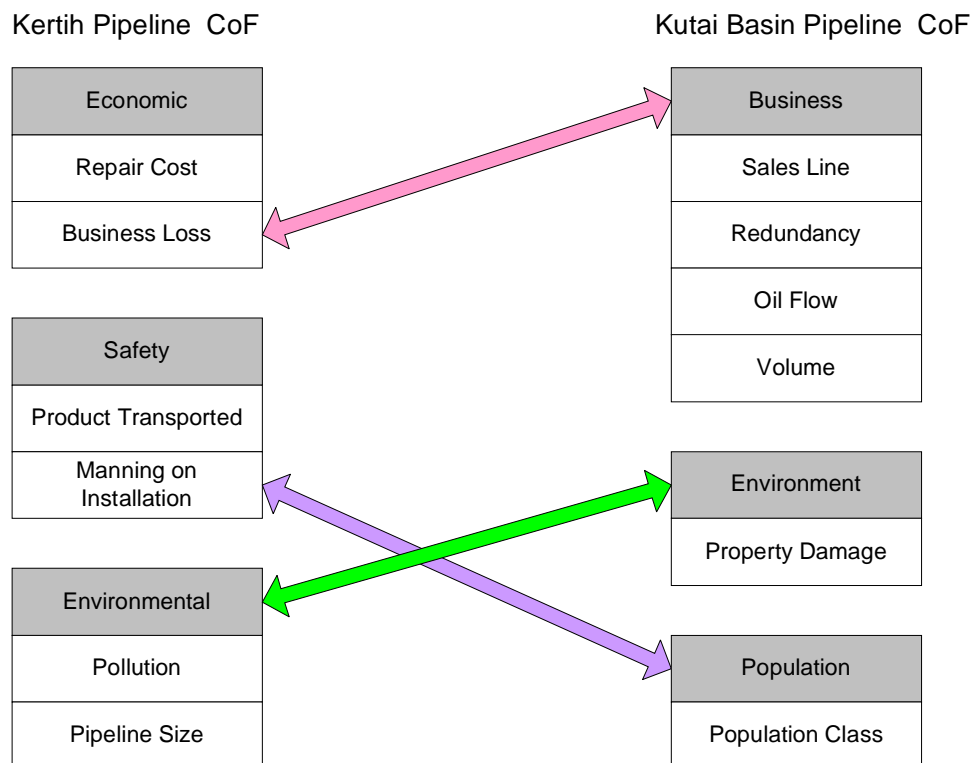 Kertih Pipeline CoF
Economic
Repair Cost
Business Loss
Safety
Product Transported
Manning on
Installation
Environmental
Pollution
Pipeline Size
Kutai Basin Pipeline CoF
Business
Sales Line
Redundancy
Oil Flow
Volume
Environment
Property Damage
Population
Population Class